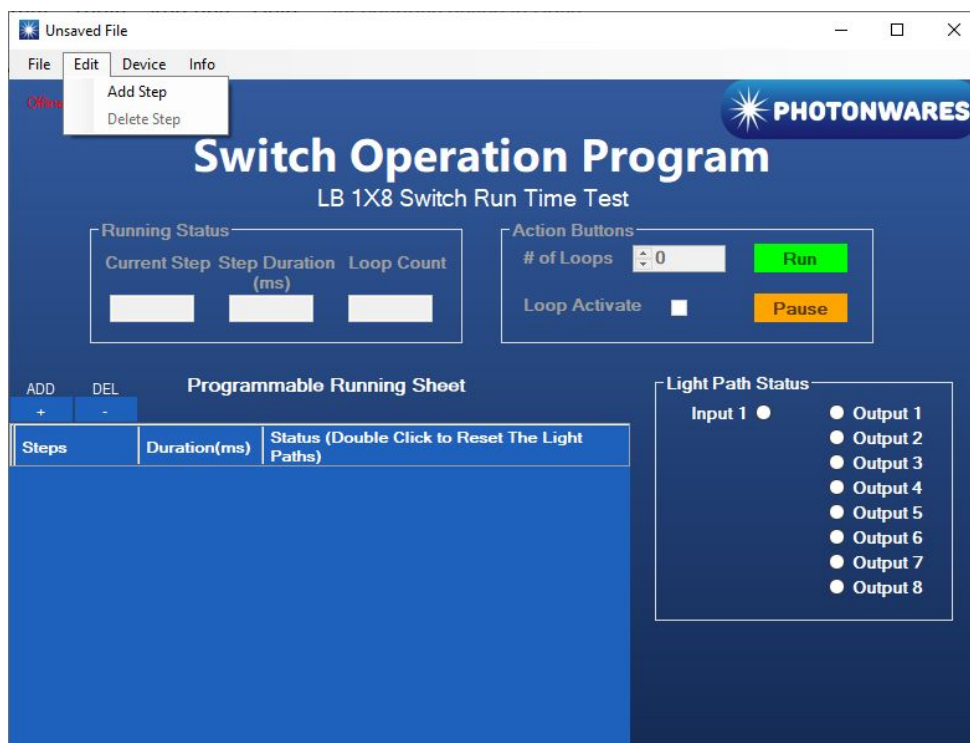 Unsaved File
File Edit Device Info
Add Step
Delete Step
PHOTONWARES
Switch Operation Program
LB 1X8 Switch Run Time Test
Running Status
Current Step Step Duration (ms) Loop Count
Action Buttons
# of Loops 0 Run
Loop Activate Pause
ADD DEL Programmable Running Sheet
+ -
Steps Duration(ms) Status (Double Click to Reset The Light
Paths)
Light Path Status
Input 1 Output 1
Output 2
Output 3
Output 4
Output 5
Output 6
Output 7
Output 8